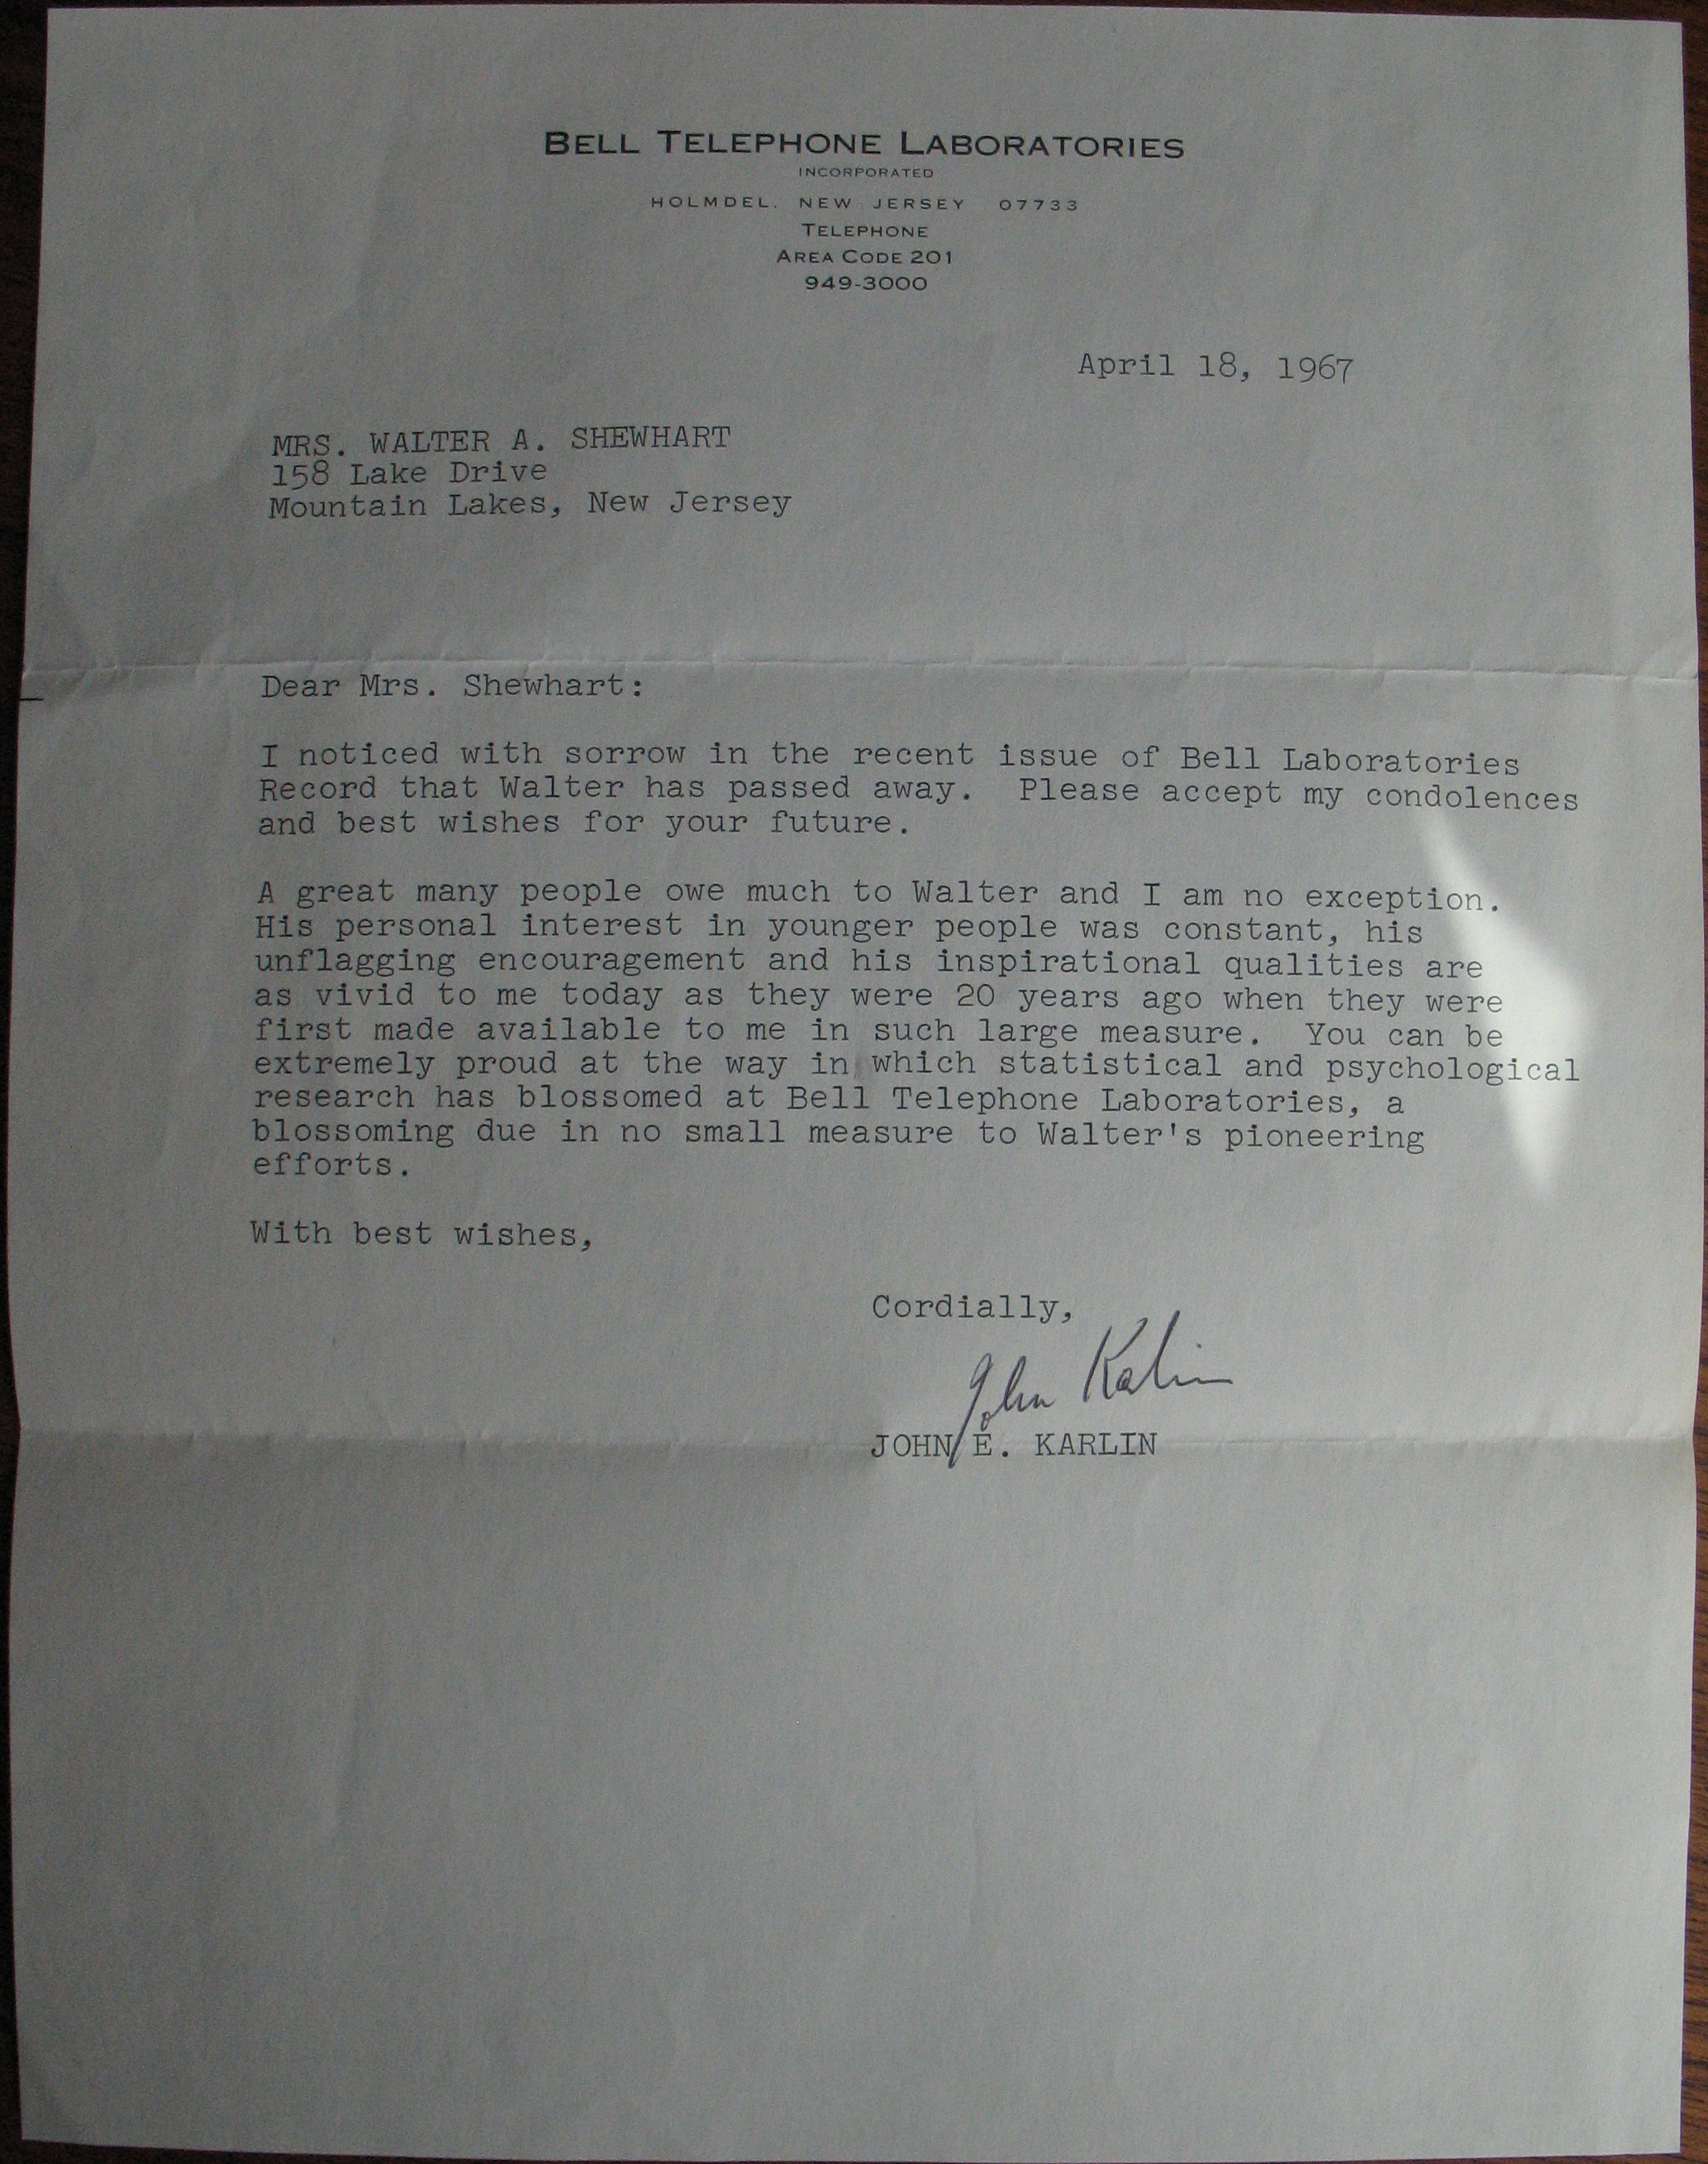 BELL TELEPHONE LABORATORIES
INCORPORATED
HOLMDEL, NEW JERSEY 07733
TELEPHONE
AREA CODE 201
949-3000
April 18, 1967
MRS. WALTER A. SHEWHART
158 Lake Drive
Mountain Lakes, New Jersey
Dear Mrs. Shewhart:
I noticed with sorrow in the recent issue of Bell Laboratories
Record that Walter has passed away. Please accept my condolences
and best wishes for your future.
A great many people owe much to Walter and I am no exception.
His personal interest in younger people was constant, his
unflagging encouragement and his inspirational qualities are
as vivid to me today as they were 20 years ago when they were
first made available to me in such large measure. You can be
extremely proud at the way in which statistical and psychological
research has blossomed at Bell Telephone Laboratories, a
blossoming due in no small measure to Walter's pioneering
efforts.
With best wishes,
Cordially,
John Karlin
JOHN E. KARLIN